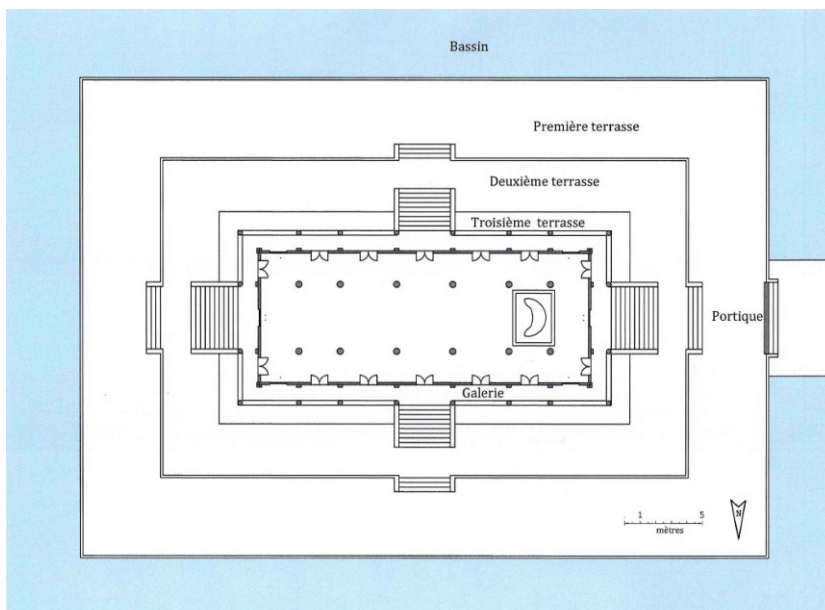 Bassin
Première terrasse
Deuxième terrasse
Troisième terrasse
Portique
Galerie
1 5
mètres
N